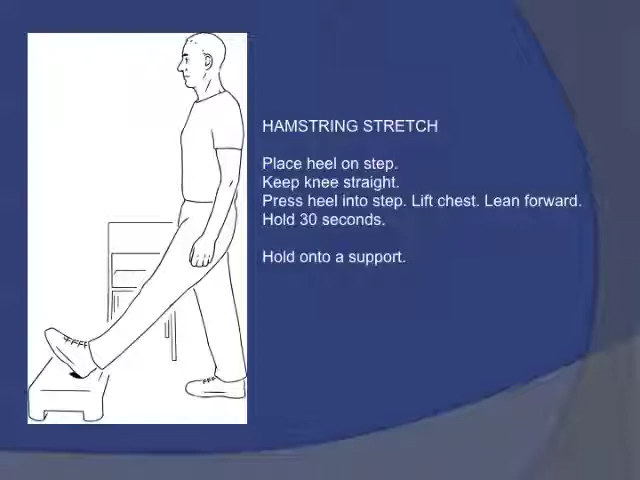 HAMSTRING STRETCH
Place heel on step.
Keep knee straight.
Press heel into step. Lift chest. Lean forward.
Hold 30 seconds.
Hold onto a support.